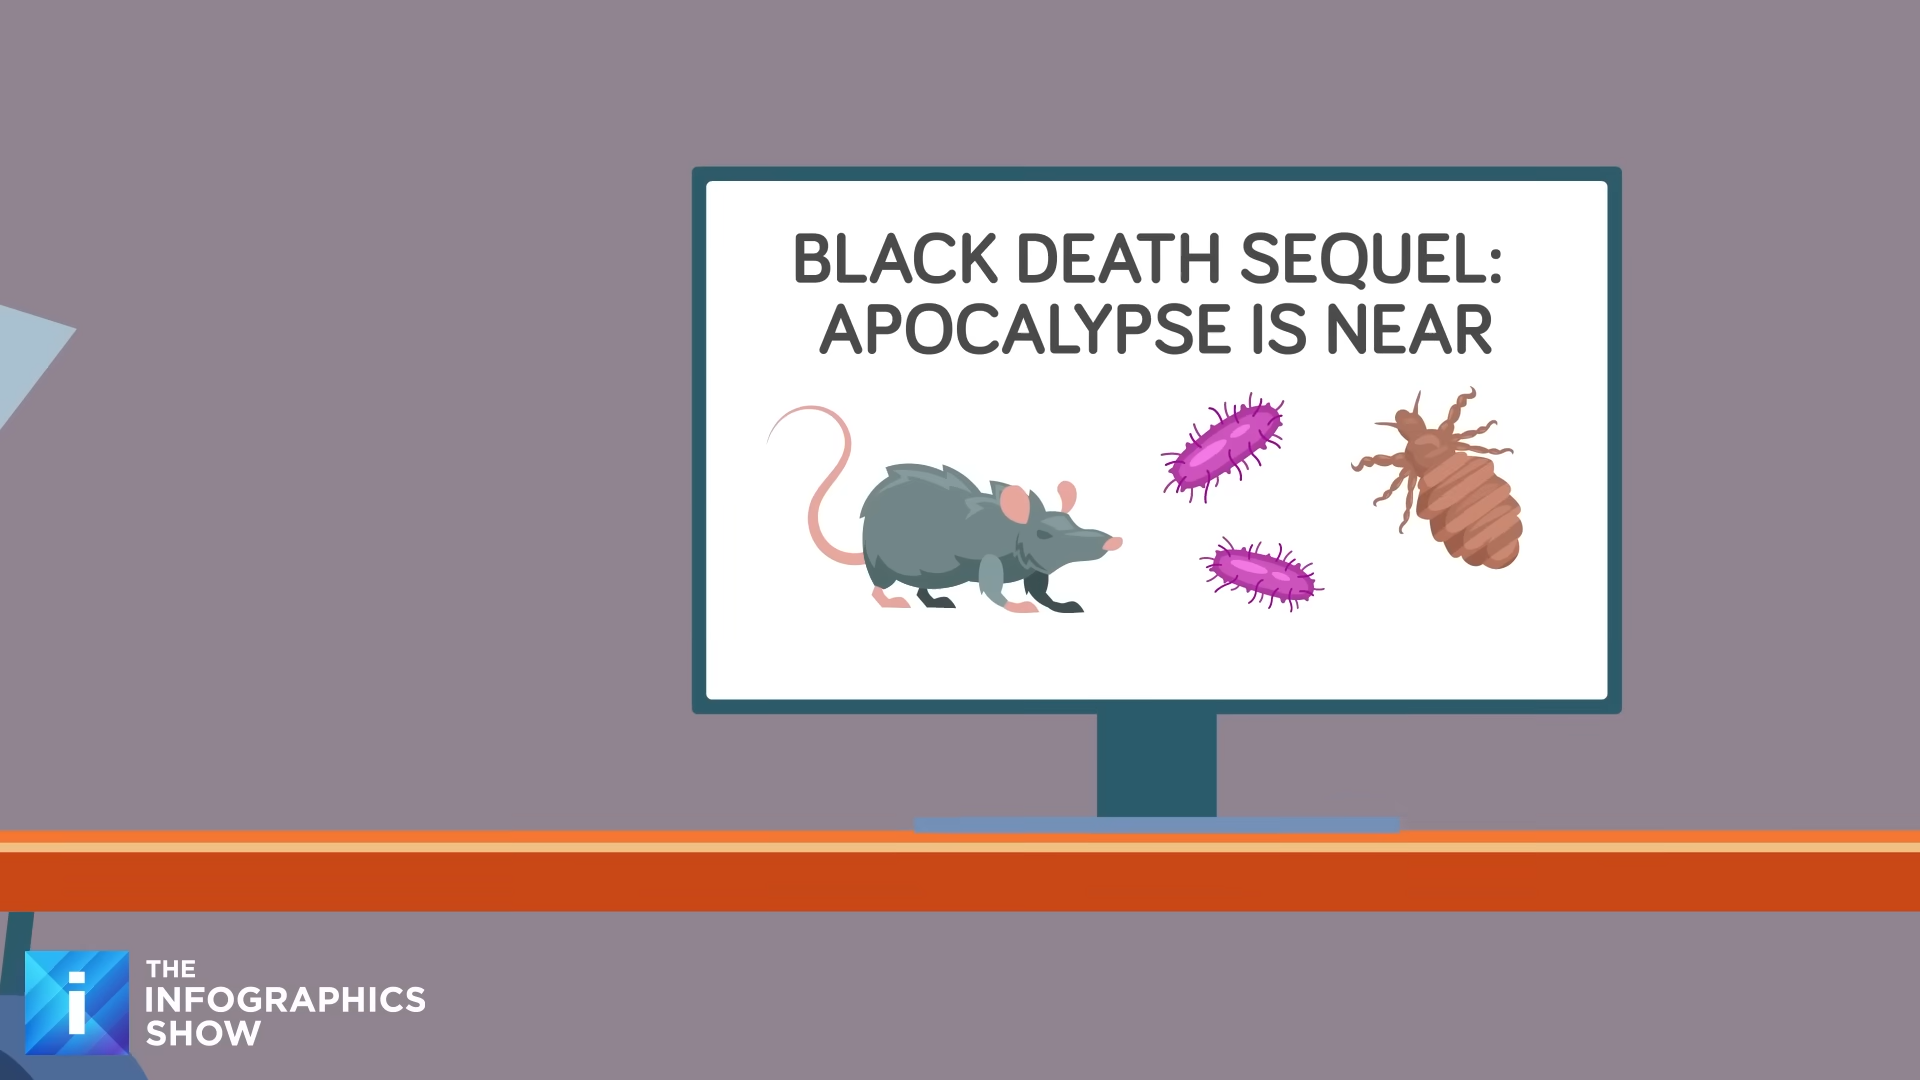 BLACK DEATH SEQUEL:
APOCALYPSE IS NEAR
i
THE
INFOGRAPHICS
SHOW